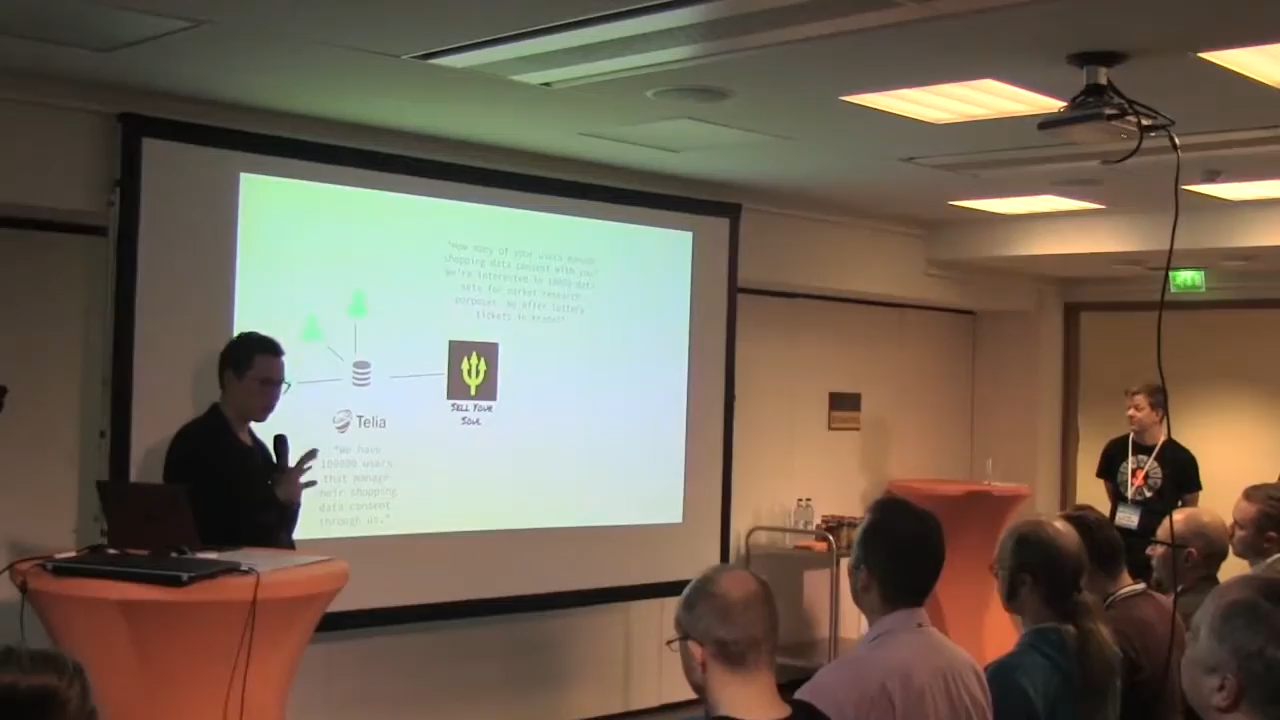 "How many of your users manage
shopping data consent with you?
We're interested in 10000 data
sets for market research
purposes. We offer lottery
tickets in
SELL YOUR
SOUL
Telia
"We have
100000 users
that manage
their shopping
data consent
through us."